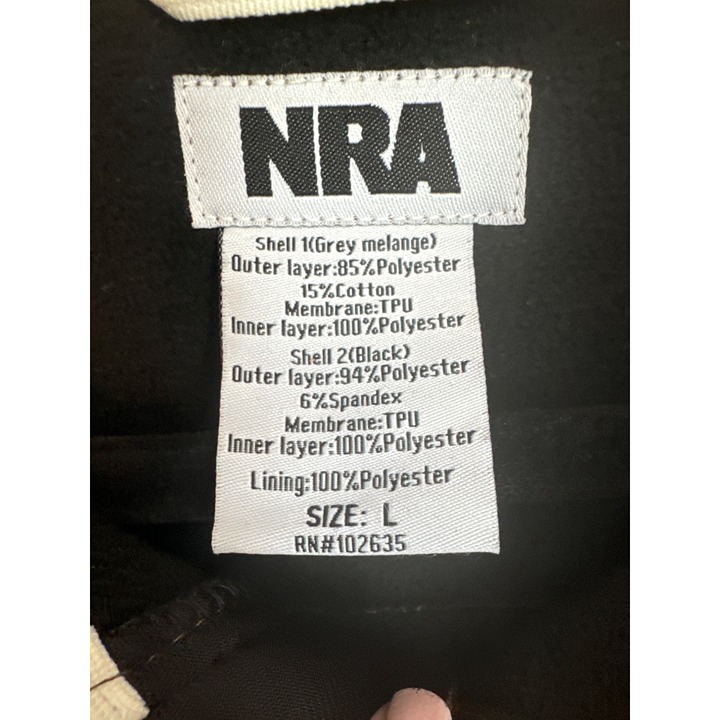 NRA
Shell 1(Grey melange)
Outer layer:85%Polyester
15%Cotton
Membrane:TPU
Inner layer:100%Polyester
Shell 2(Black)
Outer layer:94%Polyester
6%Spandex
Membrane:TPU
Inner layer:100%Polyester
Lining:100%Polyester
SIZE: L
RN#102635